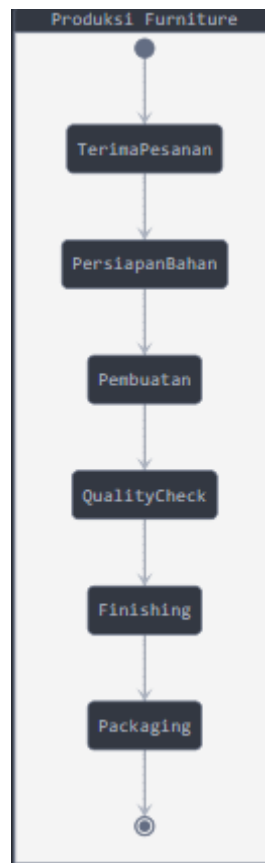 Produksi Furniture
TerimaPesanan
PersiapanBahan
Pembuatan
QualityCheck
Finishing
Packaging